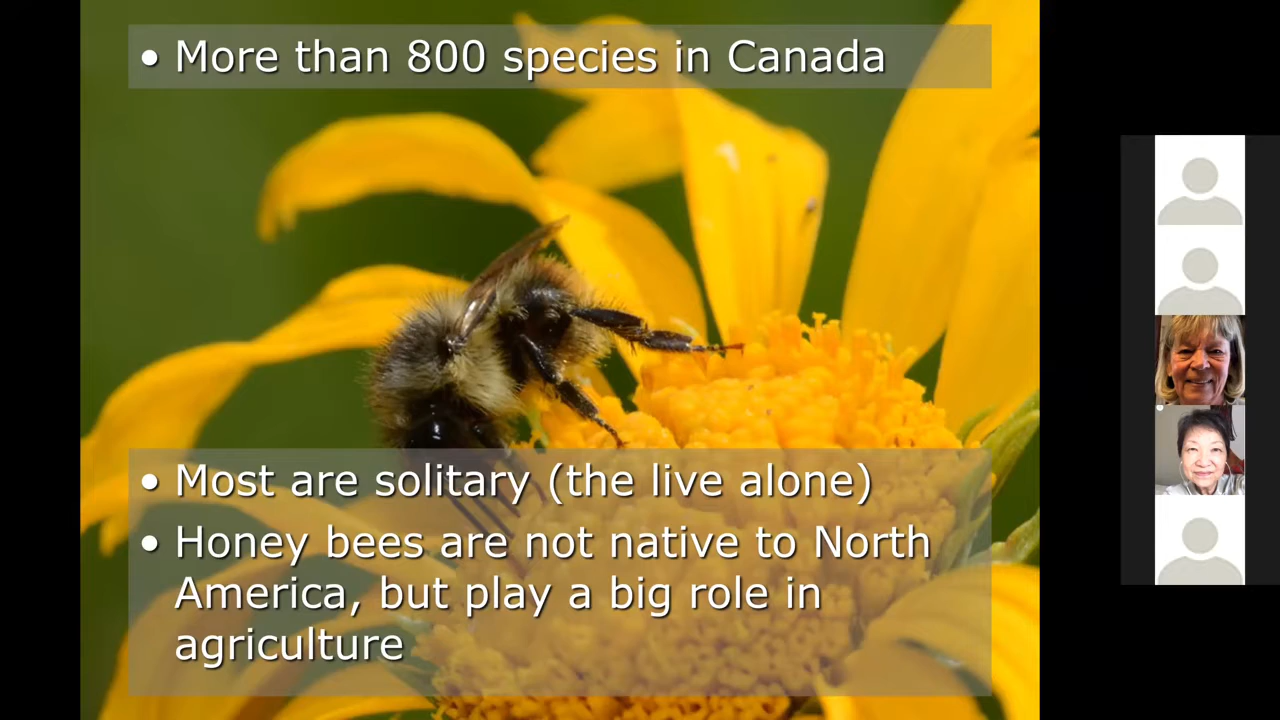 • More than 800 species in Canada
• Most are solitary (the live alone)
• Honey bees are not native to North
America, but play a big role in
agriculture